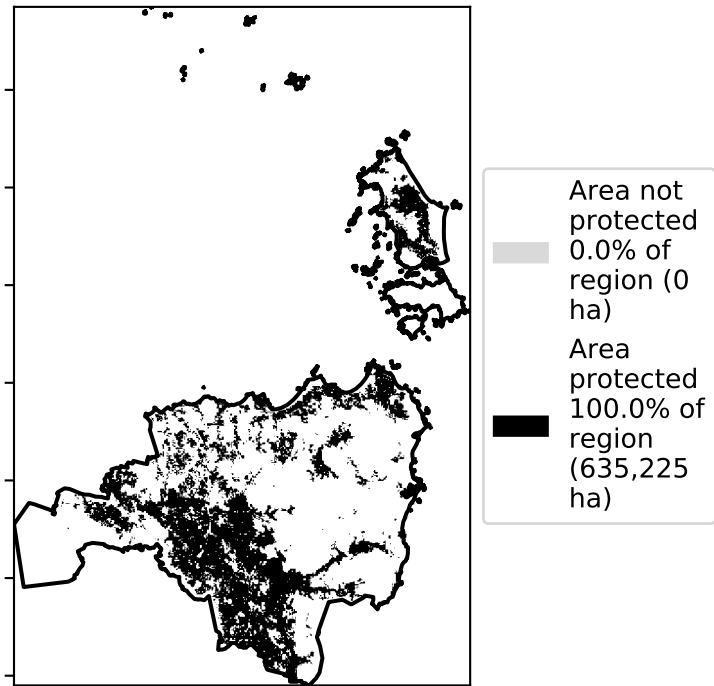 Area not
protected
0.0% of
region (0
ha)
Area
protected
100.0% of
region
(635,225
ha)